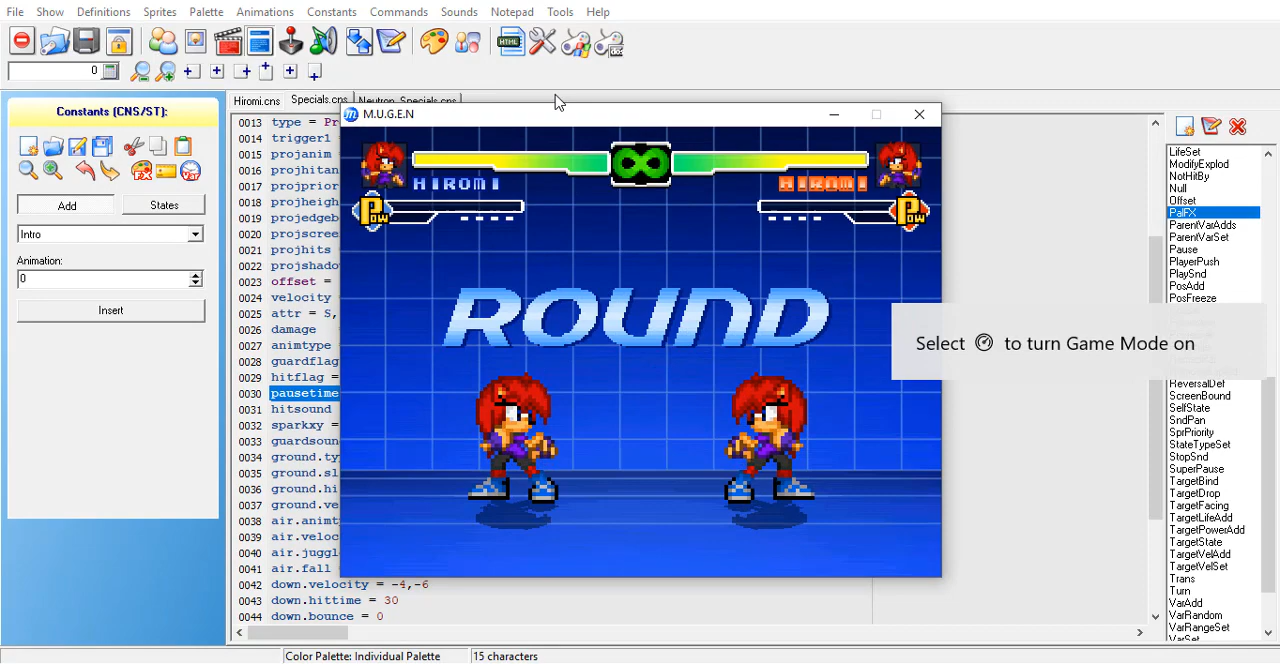 File Show Definitions Sprites Palette Animations Constants Commands Sounds Notepad Tools Help
HTML
0
Constants (CNS/ST):
Add States
Intro
Animation:
0
Insert
Hiromi.cns Specials.cns Neutron_Specials.cns
0013 type = Pr
0014 trigger1
0015 projanim
0016 projhitan
0017 projprior
0018 projheigh
0019 projedgeb
0020 projscree
0021 projhits
0022 projshado
0023 offset =
0024 velocity
0025 attr = S,
0026 damage
0027 animtype
0028 guardflag
0029 hitflag =
0030 pausetime
0031 hitsound
0032 sparkxy =
0033 guardsoun
0034 ground.ty
0035 ground.sl
0036 ground.hi
0037 ground.ve
0038 air.animt
0039 air.veloc
0040 air.juggl
0041 air.fall
0042 down.velocity = -4,-6
0043 down.hittime = 30
0044 down.bounce = 0
M.U.G.E.N
HIROMI HIROMI
POW POW
ROUND
Select to turn Game Mode on
LifeSet
ModifyExplod
NotHitBy
Null
Offset
PalFX
ParentVarAdds
ParentVarSet
Pause
PlayerPush
PlaySnd
PosAdd
PosFreeze
ReversalDef
ScreenBound
SelfState
SndPan
SprPriority
StateTypeSet
StopSnd
SuperPause
TargetBind
TargetDrop
TargetFacing
TargetLifeAdd
TargetPowerAdd
TargetState
TargetVelAdd
TargetVelSet
Trans
Turn
VarAdd
VarRandom
VarRangeSet
VarSet
Color Palette: Individual Palette 15 characters